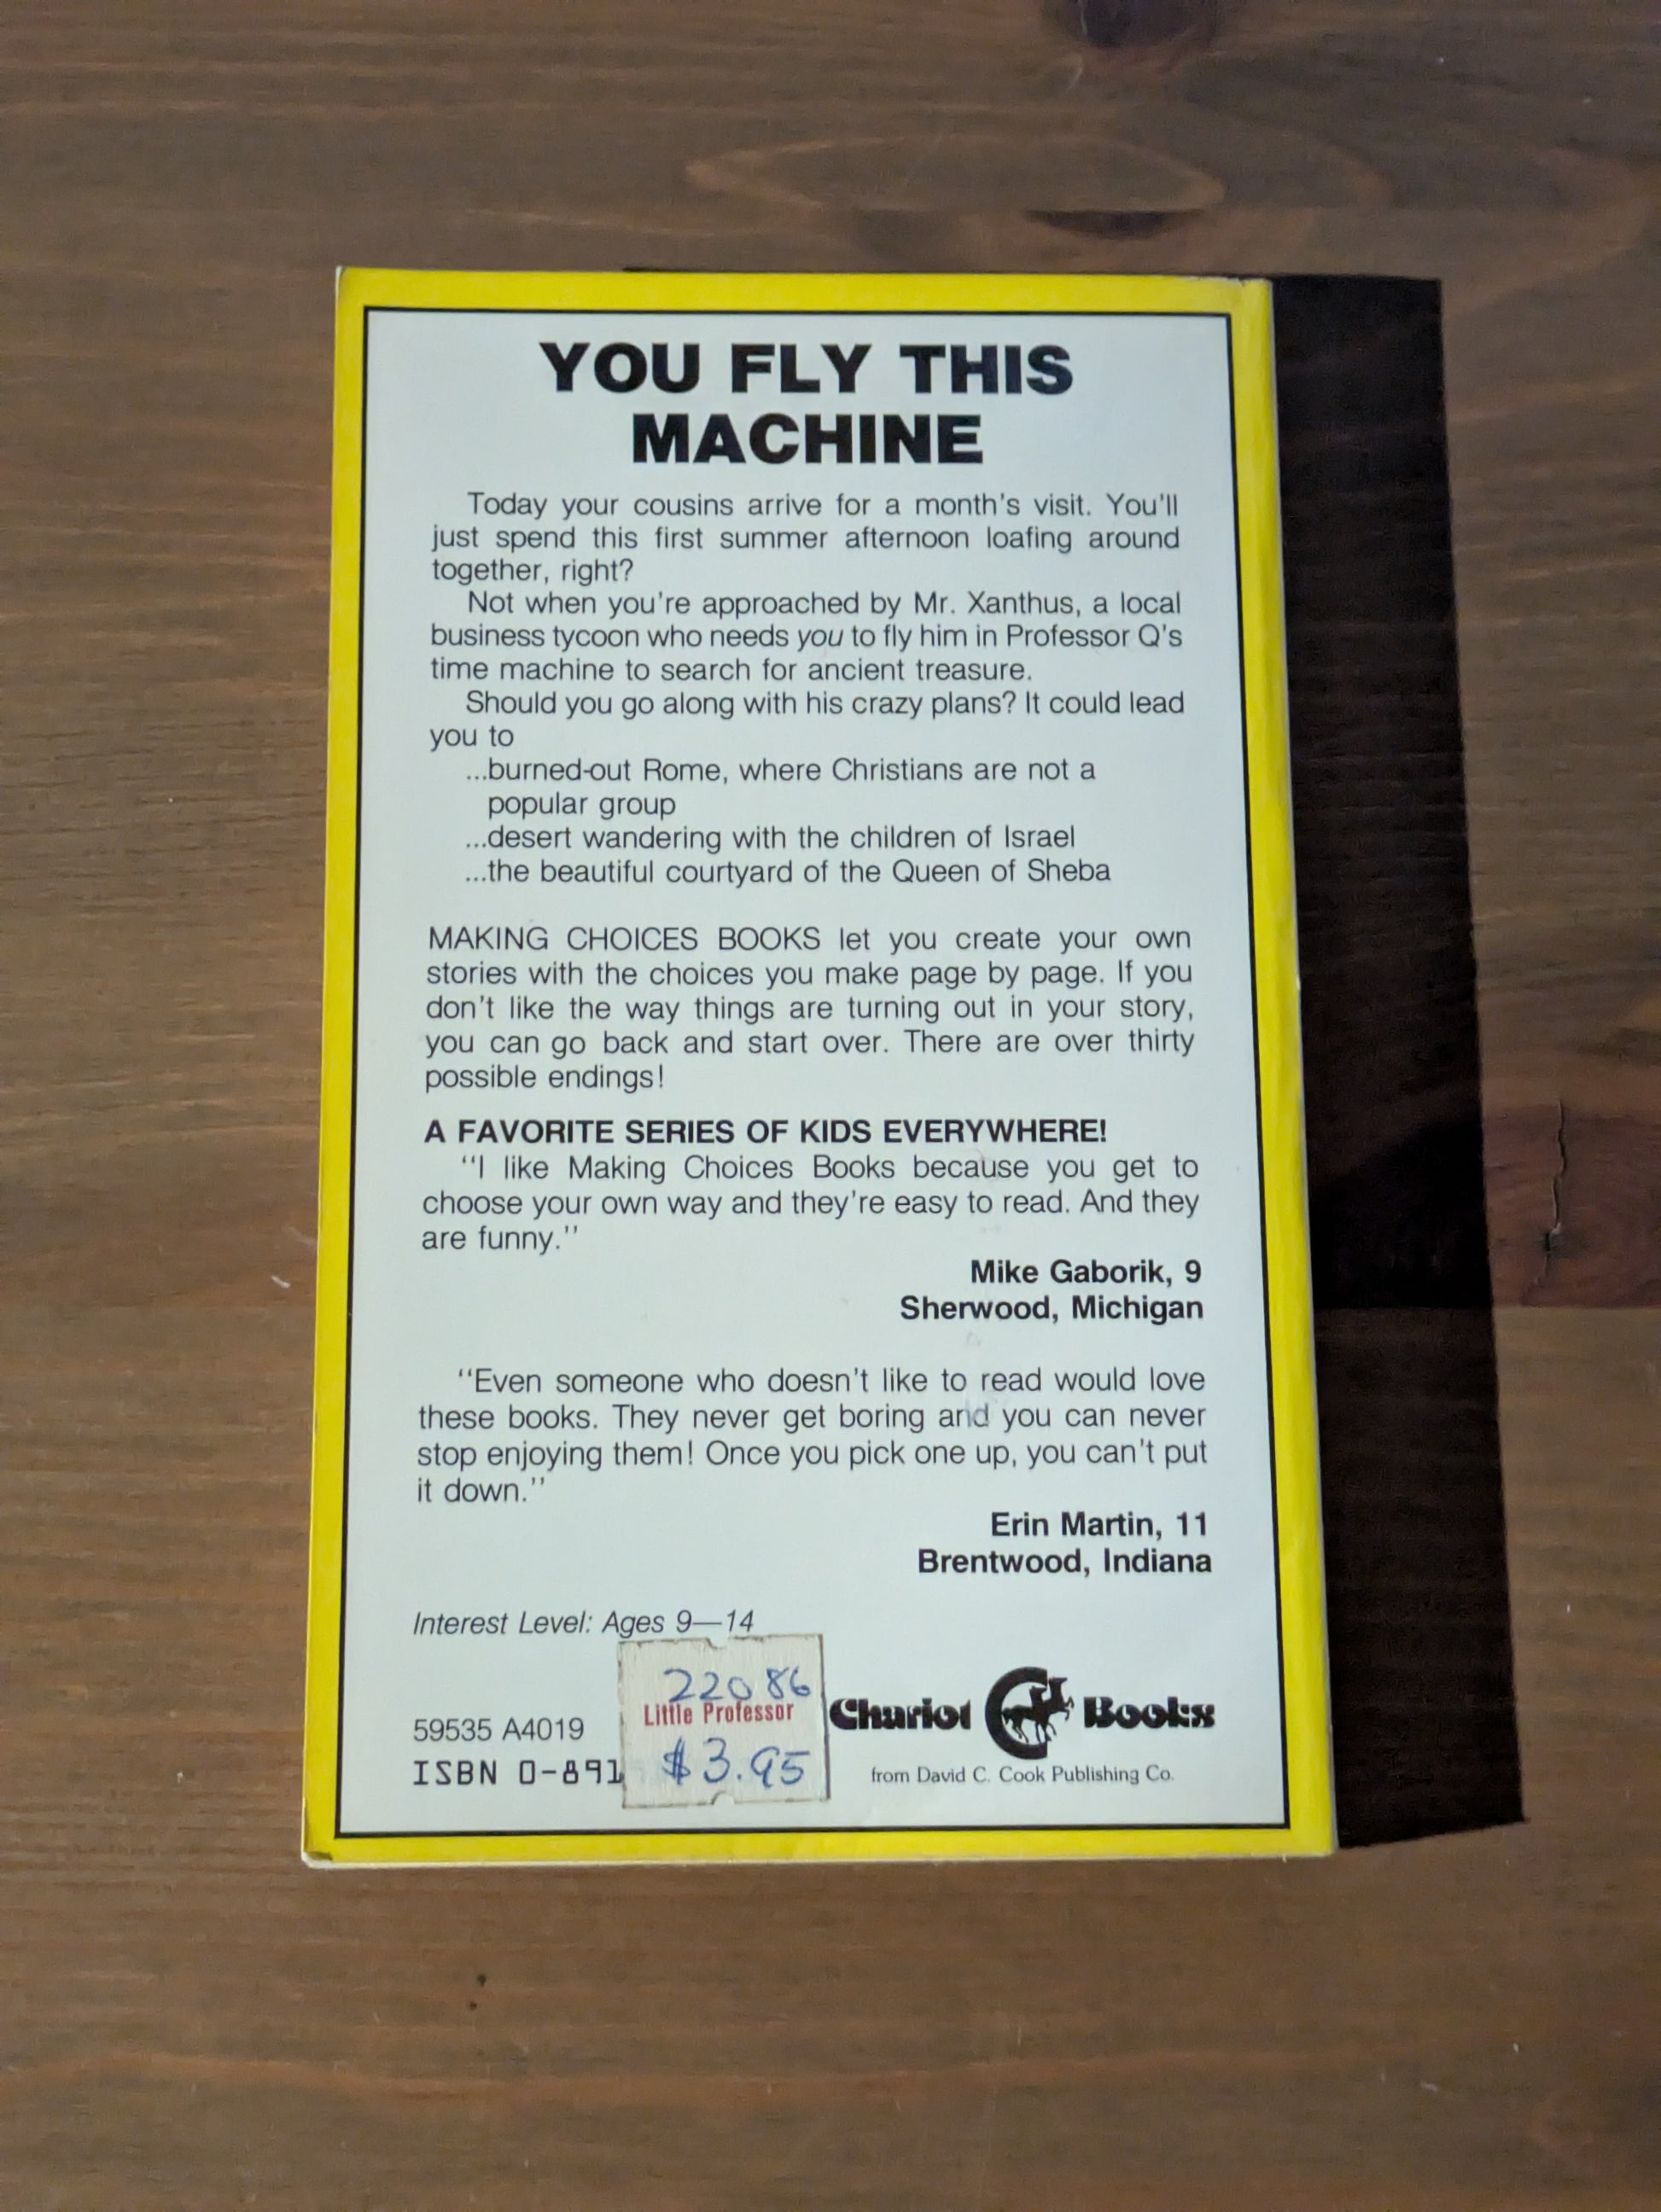 YOU FLY THIS
MACHINE
Today your cousins arrive for a month's visit. You'll
just spend this first summer afternoon loafing around
together, right?
Not when you're approached by Mr. Xanthus, a local
business tycoon who needs you to fly him in Professor Q's
time machine to search for ancient treasure.
Should you go along with his crazy plans? It could lead
you to
...burned-out Rome, where Christians are not a
popular group
...desert wandering with the children of Israel
...the beautiful courtyard of the Queen of Sheba
MAKING CHOICES BOOKS let you create your own
stories with the choices you make page by page. If you
don't like the way things are turning out in your story,
you can go back and start over. There are over thirty
possible endings!
A FAVORITE SERIES OF KIDS EVERYWHERE!
"I like Making Choices Books because you get to
choose your own way and they're easy to read. And they
are funny."
Mike Gaborik, 9
Sherwood, Michigan
"Even someone who doesn't like to read would love
these books. They never get boring and you can never
stop enjoying them! Once you pick one up, you can't put
it down."
Erin Martin, 11
Brentwood, Indiana
Interest Level: Ages 9—14
59535 A4019
ISBN 0-891
22086
Little Professor
$3.95
Chariot Books
from David C. Cook Publishing Co.